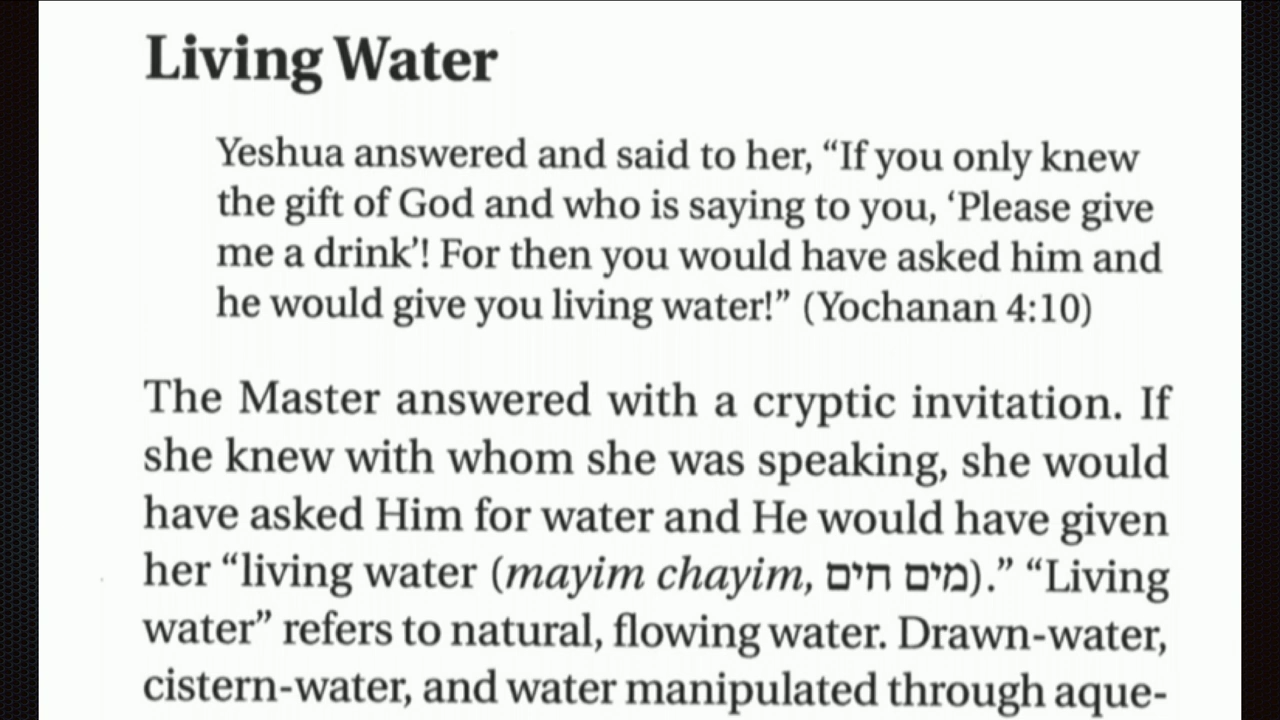 Living Water
Yeshua answered and said to her, “If you only knew
the gift of God and who is saying to you, ‘Please give
me a drink’! For then you would have asked him and
he would give you living water!” (Yochanan 4:10)
The Master answered with a cryptic invitation. If
she knew with whom she was speaking, she would
have asked Him for water and He would have given
her “living water (mayim chayim, מים חיים).” “Living
water” refers to natural, flowing water. Drawn-water,
cistern-water, and water manipulated through aque-